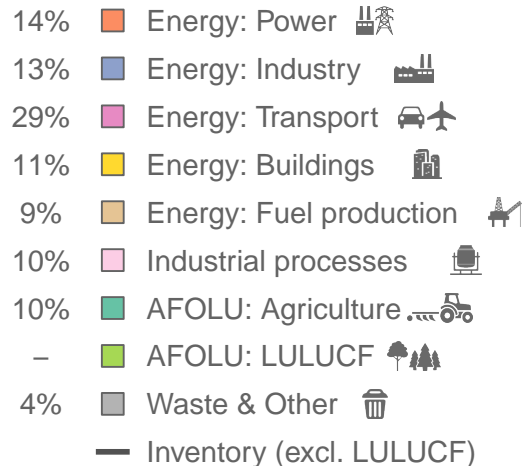 14% Energy: Power
13% Energy: Industry
29% Energy: Transport
11% Energy: Buildings
9% Energy: Fuel production
10% Industrial processes
10% AFOLU: Agriculture
– AFOLU: LULUCF
4% Waste & Other
Inventory (excl. LULUCF)